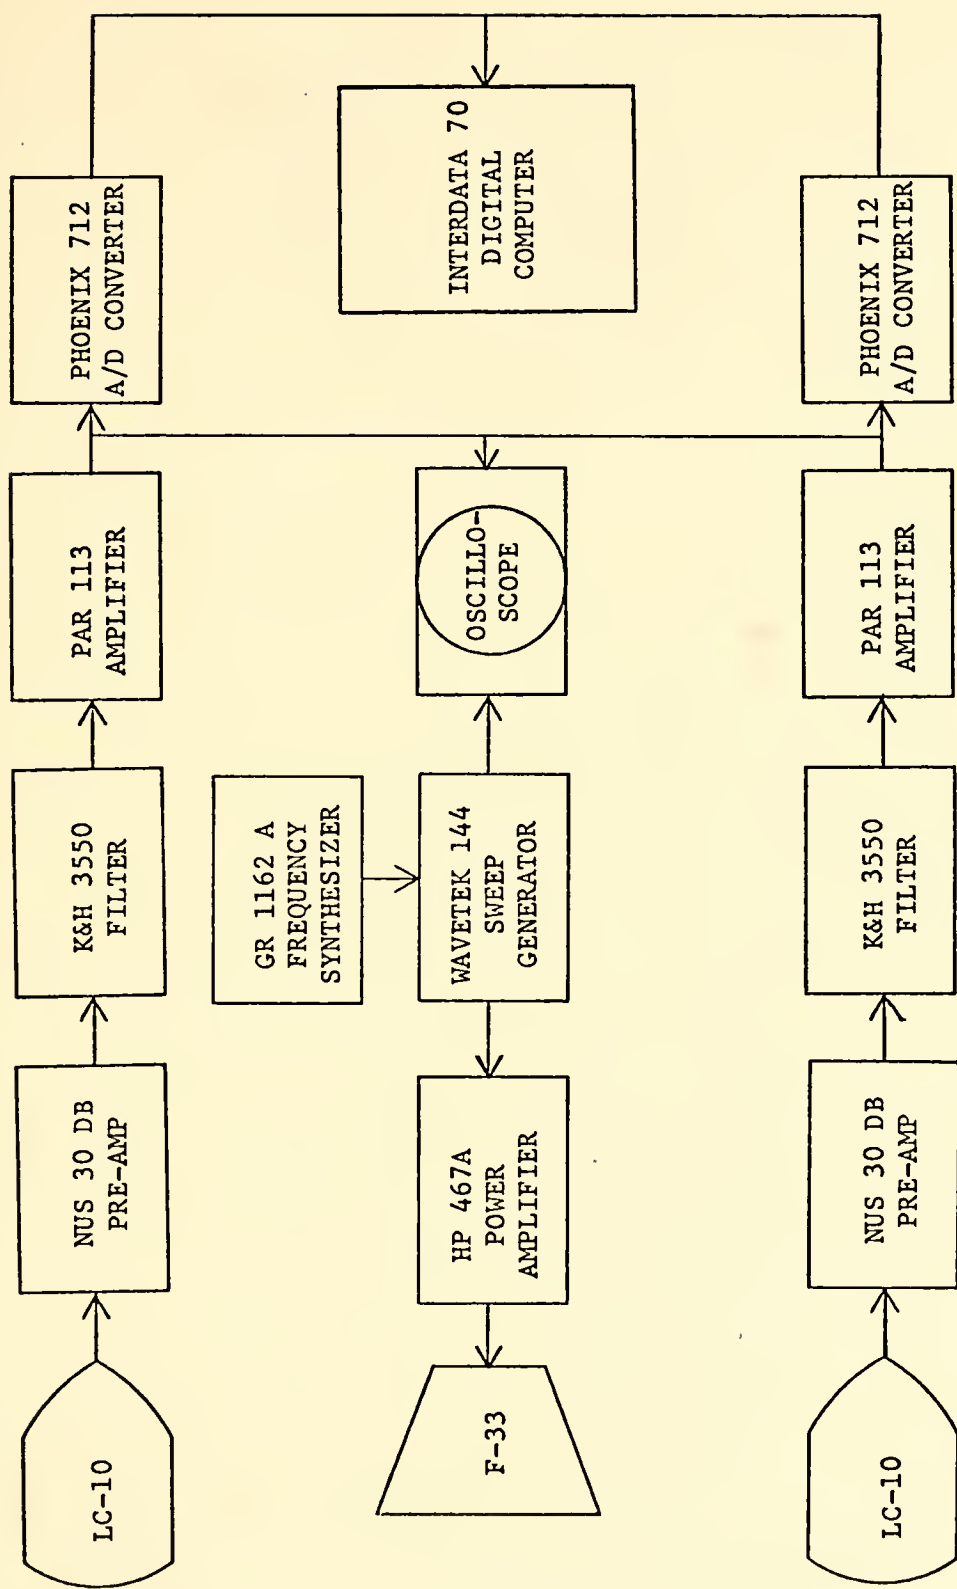 LC-10
NUS 30 DB
PRE-AMP
K&H 3550
FILTER
PAR 113
AMPLIFIER
PHOENIX 712
A/D CONVERTER
GR 1162 A
FREQUENCY
SYNTHESIZER
F-33
HP 467A
POWER
AMPLIFIER
WAVETEK 144
SWEEP
GENERATOR
OSCILLO-
SCOPE
INTERDATA 70
DIGITAL
COMPUTER
LC-10
NUS 30 DB
PRE-AMP
K&H 3550
FILTER
PAR 113
AMPLIFIER
PHOENIX 712
A/D CONVERTER